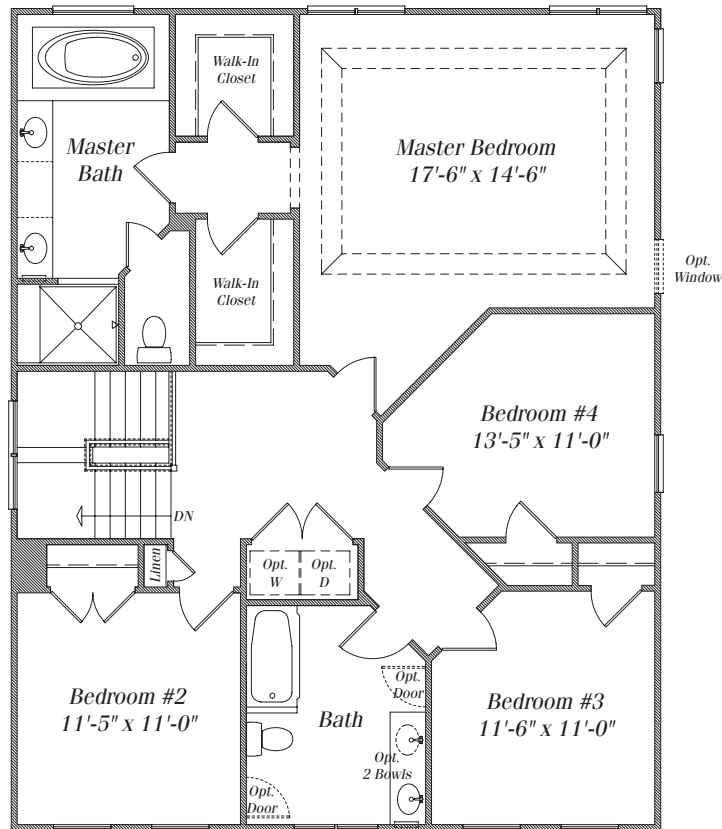 Walk-In
Closet
Master
Bath
Master Bedroom
17'-6" x 14'-6"
Opt.
Window
Walk-In
Closet
Bedroom #4
13'-5" x 11'-0"
DN
Linen
Opt.
W
Opt.
D
Bedroom #2
11'-5" x 11'-0"
Opt.
Door
Bath
Bedroom #3
11'-6" x 11'-0"
Opt.
2 Bowls
Opt.
Door